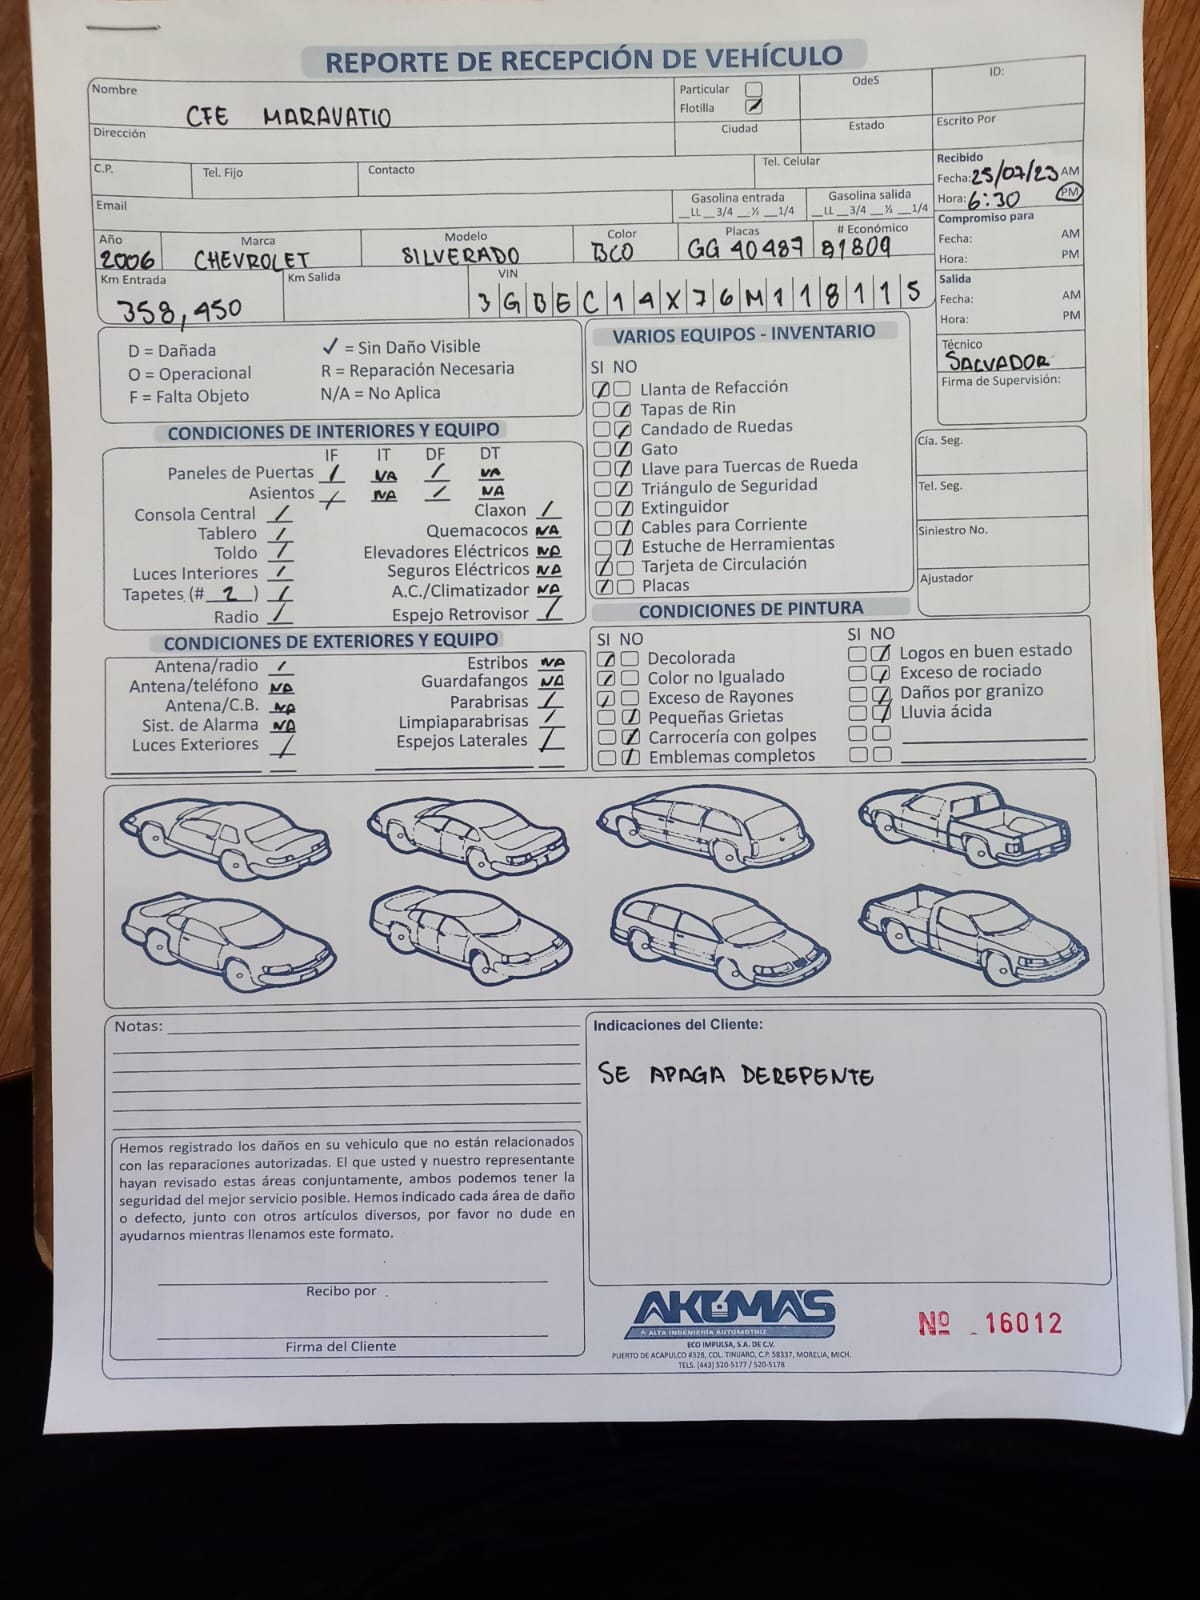 REPORTE DE RECEPCIÓN DE VEHÍCULO
Nombre CFE MARAVATIO
Particular
Flotilla
OdeS
ID:
Dirección
Ciudad
Estado
Escrito Por
C.P.
Tel. Fijo
Contacto
Tel. Celular
Recibido
Fecha: 25/07/23 AM
Hora: 6:30 PM
Email
Gasolina entrada
__LL __3/4 __½ __1/4
Gasolina salida
__LL __3/4 __½ __1/4
Compromiso para
Fecha: AM
Hora: PM
Año Marca Modelo Color Placas # Económico
2006 CHEVROLET SILVERADO BCO GG 40487 81809
Km Entrada Km Salida VIN
358,450 3GBEC14X76M118115
Salida
Fecha: AM
Hora: PM
Técnico
SALVADOR
Firma de Supervisión:
D = Dañada ✓ = Sin Daño Visible
O = Operacional R = Reparación Necesaria
F = Falta Objeto N/A = No Aplica
CONDICIONES DE INTERIORES Y EQUIPO
IF IT DF DT
Paneles de Puertas / NA / NA
Asientos / NA / NA
Consola Central / Claxon /
Tablero / Quemacocos NA
Toldo / Elevadores Eléctricos NA
Luces Interiores / Seguros Eléctricos NA
Tapetes (# 2 ) / A.C./Climatizador NA
Radio / Espejo Retrovisor /
CONDICIONES DE EXTERIORES Y EQUIPO
Antena/radio / Estribos NA
Antena/teléfono NA Guardafangos NA
Antena/C.B. NA Parabrisas /
Sist. de Alarma NA Limpiaparabrisas /
Luces Exteriores / Espejos Laterales /
VARIOS EQUIPOS - INVENTARIO
SI NO
Llanta de Refacción
Tapas de Rin
Candado de Ruedas
Gato
Llave para Tuercas de Rueda
Triángulo de Seguridad
Extinguidor
Cables para Corriente
Estuche de Herramientas
Tarjeta de Circulación
Placas
Cía. Seg.
Tel. Seg.
Siniestro No.
Ajustador
CONDICIONES DE PINTURA
SI NO SI NO
Decolorada Logos en buen estado
Color no Igualado Exceso de rociado
Exceso de Rayones Daños por granizo
Pequeñas Grietas Lluvia ácida
Carrocería con golpes
Emblemas completos
Notas:
Indicaciones del Cliente:
SE APAGA DEREPENTE
Hemos registrado los daños en su vehiculo que no están relacionados
con las reparaciones autorizadas. El que usted y nuestro representante
hayan revisado estas áreas conjuntamente, ambos podemos tener la
seguridad del mejor servicio posible. Hemos indicado cada área de daño
o defecto, junto con otros artículos diversos, por favor no dude en
ayudarnos mientras llenamos este formato.
Recibo por
Firma del Cliente
AKUMAS
A ALTA INGENIERÍA AUTOMOTRIZ
ECO IMPULSA, S.A. DE C.V.
PUERTO DE ACAPULCO #328, COL. TINIJARO, C.P. 58337, MORELIA, MICH.
TELS. (443) 520-5177 / 520-5178
Nº 16012